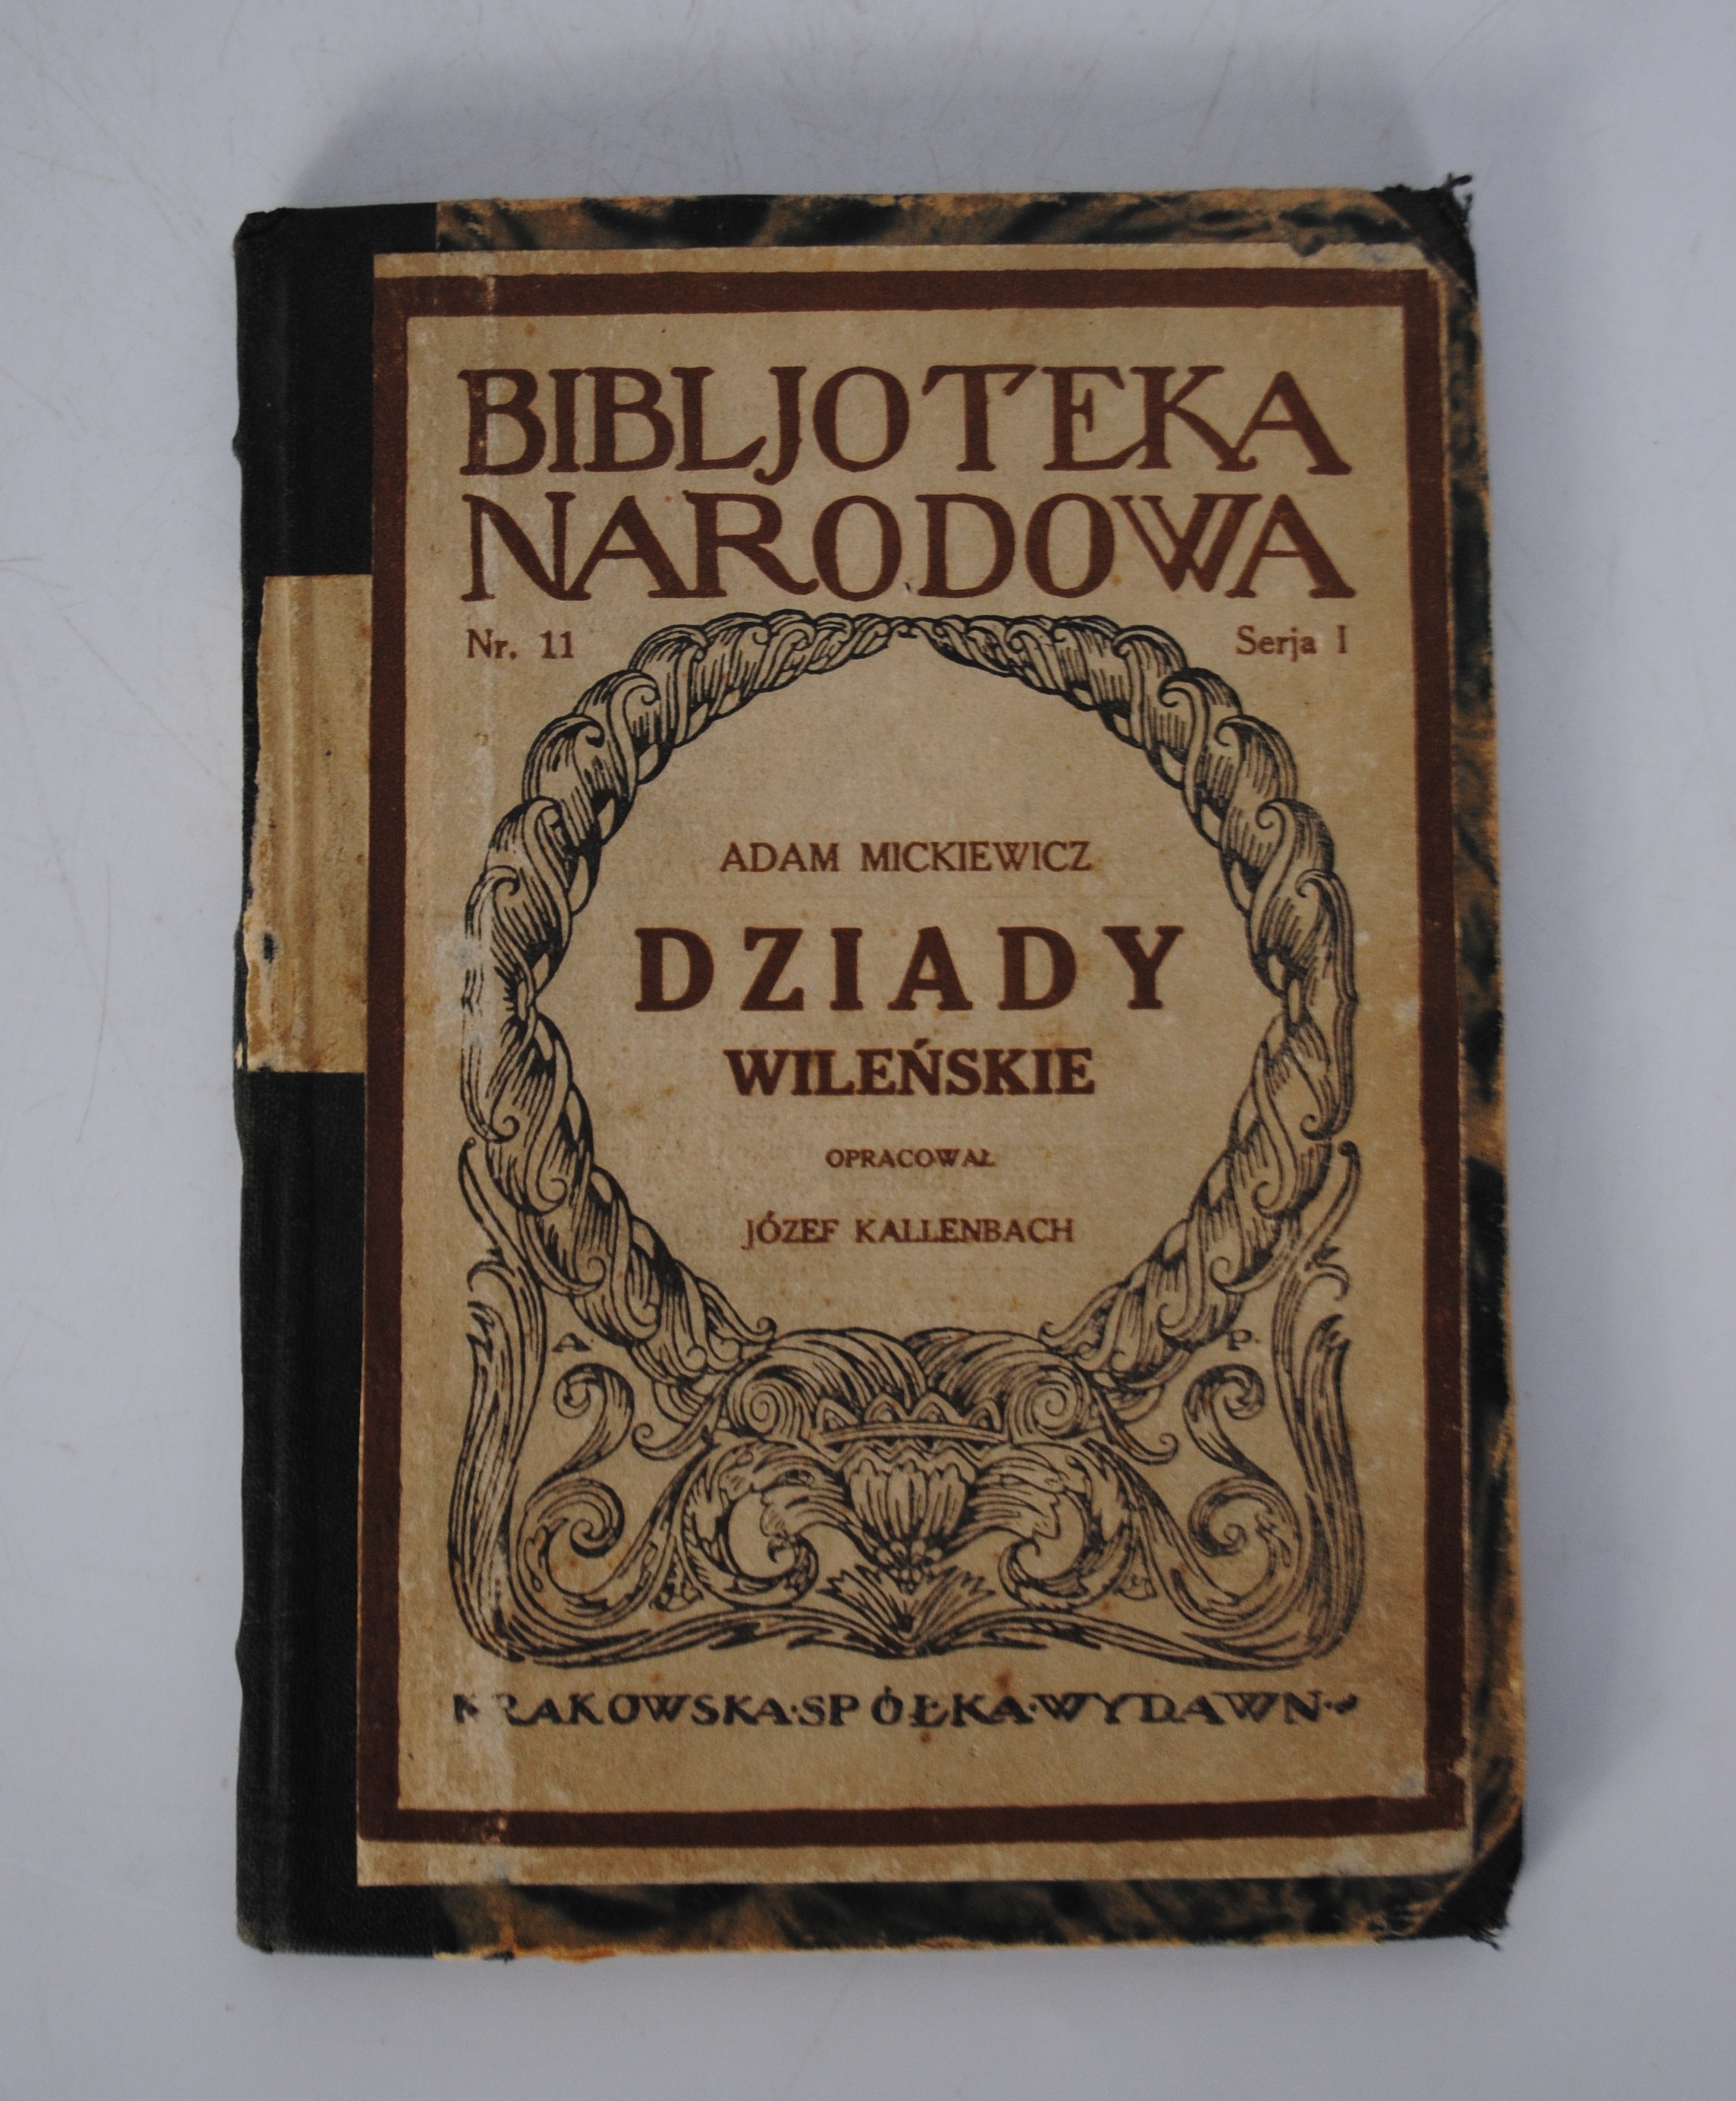 BIBLJOTEKA
NARODOWA
Nr. 11 Serja I
ADAM MICKIEWICZ
DZIADY
WILEŃSKIE
OPRACOWAŁ
JÓZEF KALLENBACH
A. P.
KRAKOWSKA·SPÓŁKA·WYDAWN·